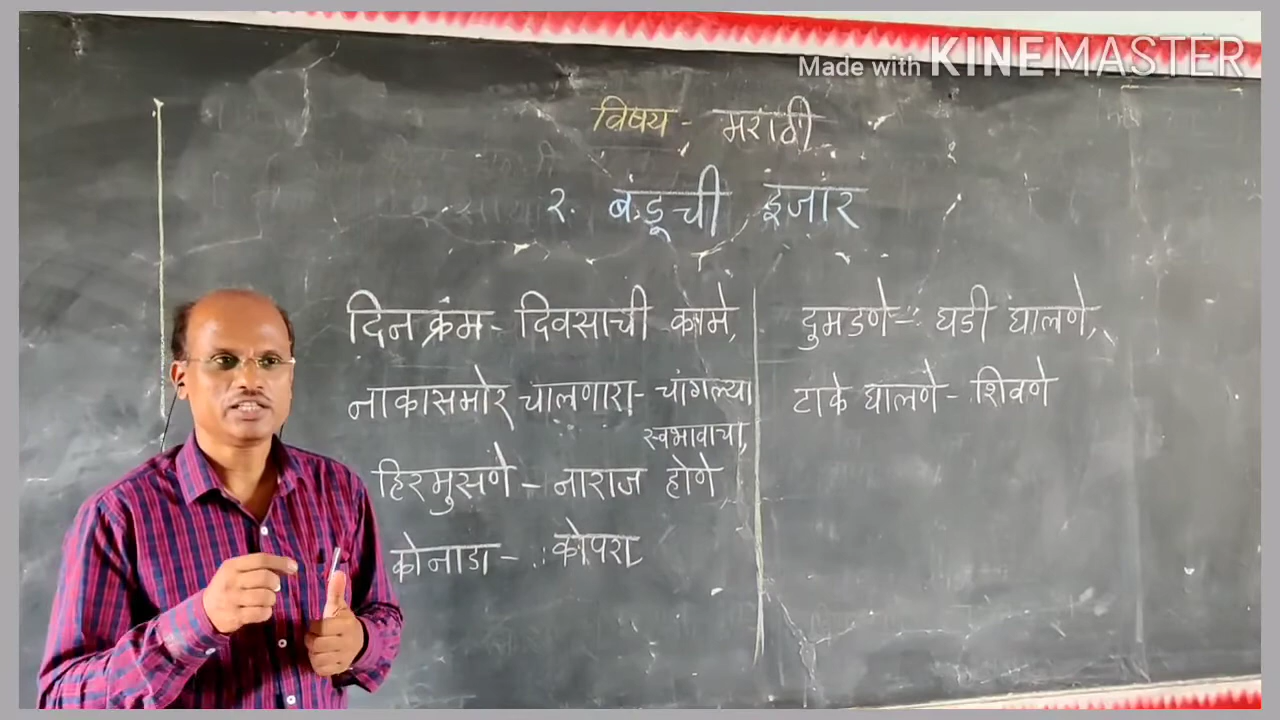 Made with KINEMASTER
विषय - मराठी
२. बंडूची इजार
दिनक्रम - दिवसाची कामे,
नाकासमोर चालणारा - चांगल्या
स्वभावाचा,
हिरमुसणे - नाराज होणे
कोनाडा - कोपरा
दुमडणे - घडी घालणे,
टाके घालणे - शिवणे